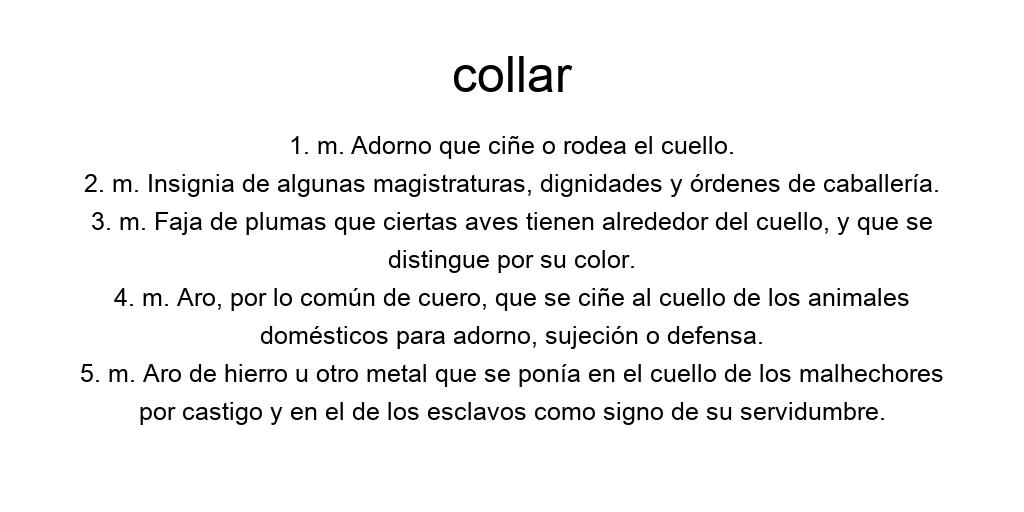 collar
1. m. Adorno que ciñe o rodea el cuello.
2. m. Insignia de algunas magistraturas, dignidades y órdenes de caballería.
3. m. Faja de plumas que ciertas aves tienen alrededor del cuello, y que se
distingue por su color.
4. m. Aro, por lo común de cuero, que se ciñe al cuello de los animales
domésticos para adorno, sujeción o defensa.
5. m. Aro de hierro u otro metal que se ponía en el cuello de los malhechores
por castigo y en el de los esclavos como signo de su servidumbre.